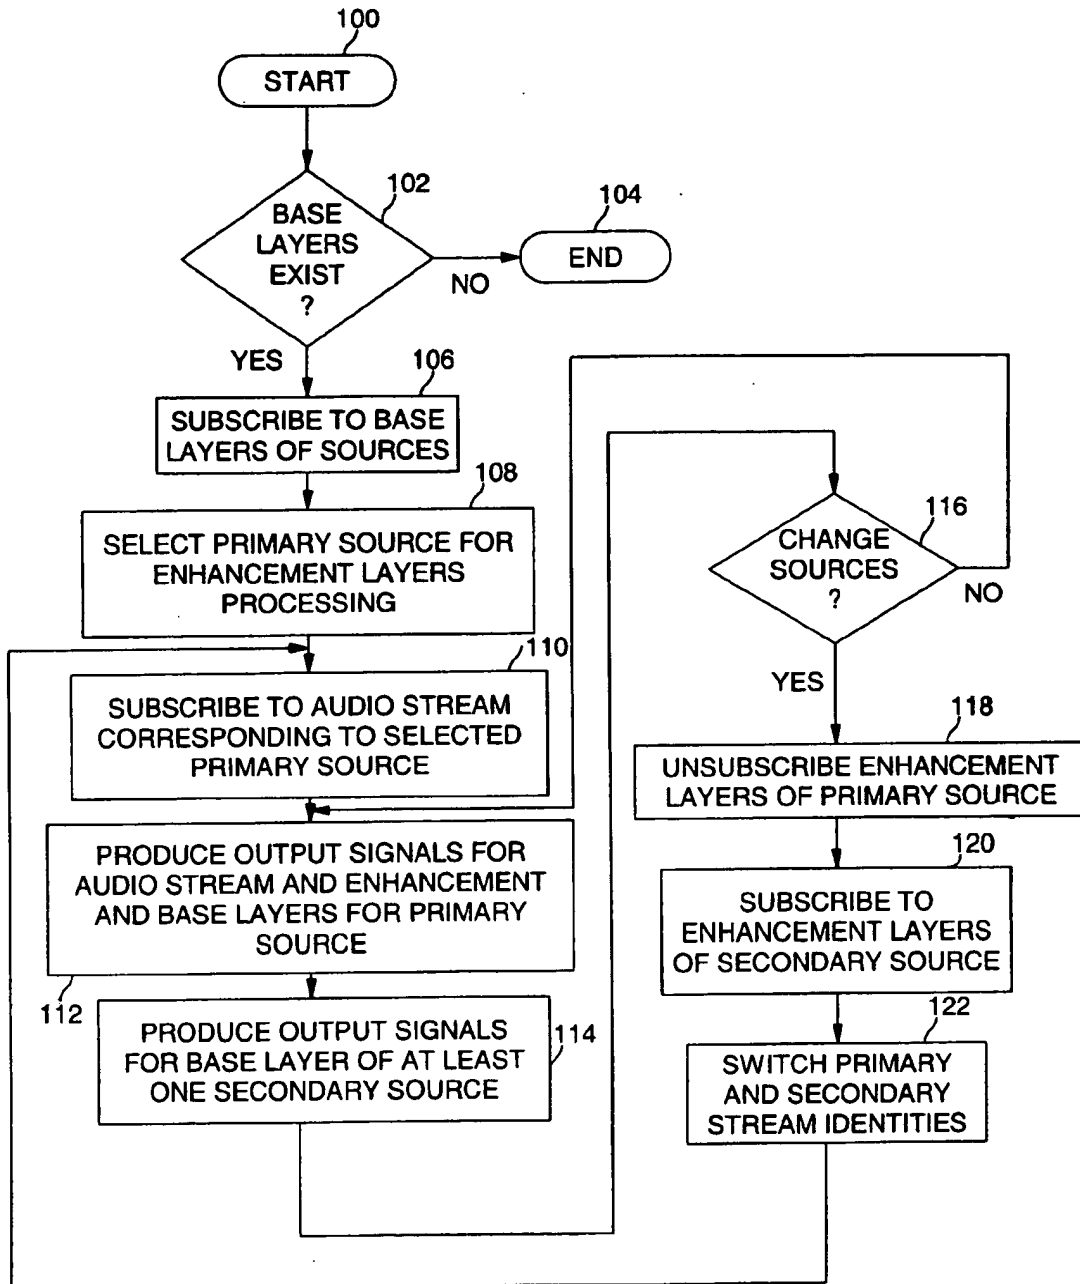 100
START
102
BASE
LAYERS
EXIST
?
NO
104
END
YES
106
SUBSCRIBE TO BASE
LAYERS OF SOURCES
108
SELECT PRIMARY SOURCE FOR
ENHANCEMENT LAYERS
PROCESSING
110
SUBSCRIBE TO AUDIO STREAM
CORRESPONDING TO SELECTED
PRIMARY SOURCE
PRODUCE OUTPUT SIGNALS FOR
AUDIO STREAM AND ENHANCEMENT
AND BASE LAYERS FOR PRIMARY
SOURCE
112
PRODUCE OUTPUT SIGNALS
FOR BASE LAYER OF AT LEAST
ONE SECONDARY SOURCE
114
116
CHANGE
SOURCES
?
NO
YES
118
UNSUBSCRIBE ENHANCEMENT
LAYERS OF PRIMARY SOURCE
120
SUBSCRIBE TO
ENHANCEMENT LAYERS
OF SECONDARY SOURCE
122
SWITCH PRIMARY
AND SECONDARY
STREAM IDENTITIES